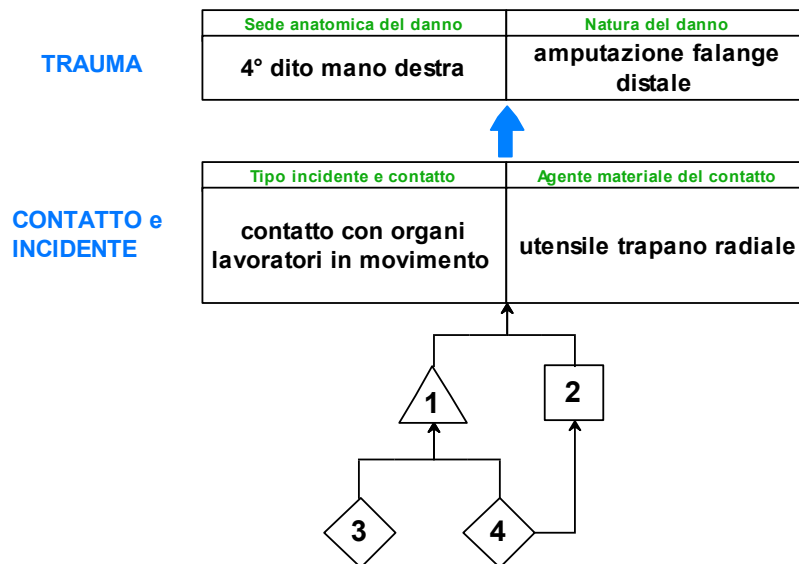 Sede anatomica del danno
Natura del danno
TRAUMA
4° dito mano destra
amputazione falange
distale
Tipo incidente e contatto
Agente materiale del contatto
CONTATTO e
INCIDENTE
contatto con organi
lavoratori in movimento
utensile trapano radiale
1
2
3
4